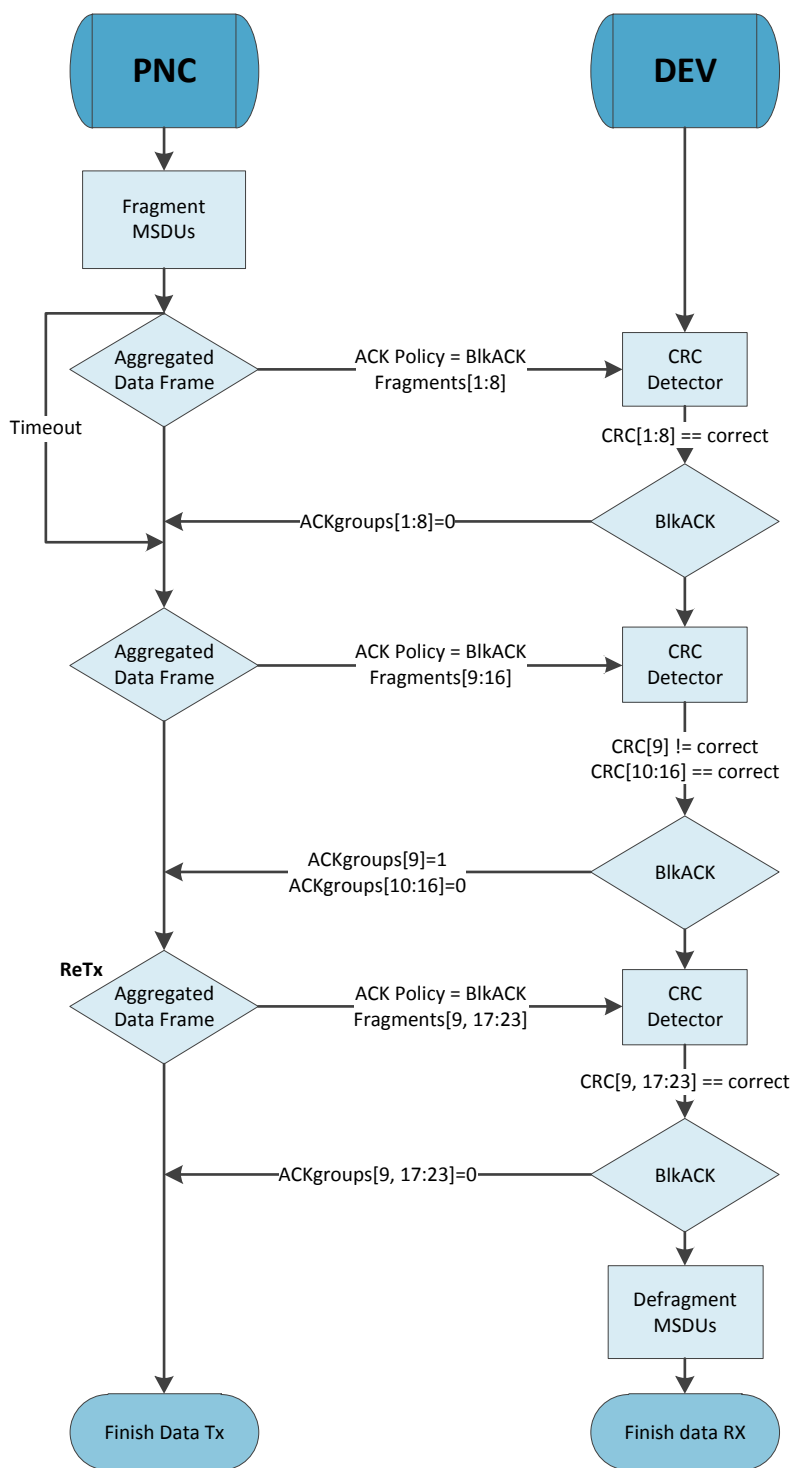 PNC
DEV
Fragment
MSDUs
Aggregated
Data Frame
ACK Policy = BlkACK
Fragments[1:8]
CRC
Detector
Timeout
CRC[1:8] == correct
ACKgroups[1:8]=0
BlkACK
Aggregated
Data Frame
ACK Policy = BlkACK
Fragments[9:16]
CRC
Detector
CRC[9] != correct
CRC[10:16] == correct
ACKgroups[9]=1
ACKgroups[10:16]=0
BlkACK
ReTx
Aggregated
Data Frame
ACK Policy = BlkACK
Fragments[9, 17:23]
CRC
Detector
CRC[9, 17:23] == correct
ACKgroups[9, 17:23]=0
BlkACK
Defragment
MSDUs
Finish Data Tx
Finish data RX